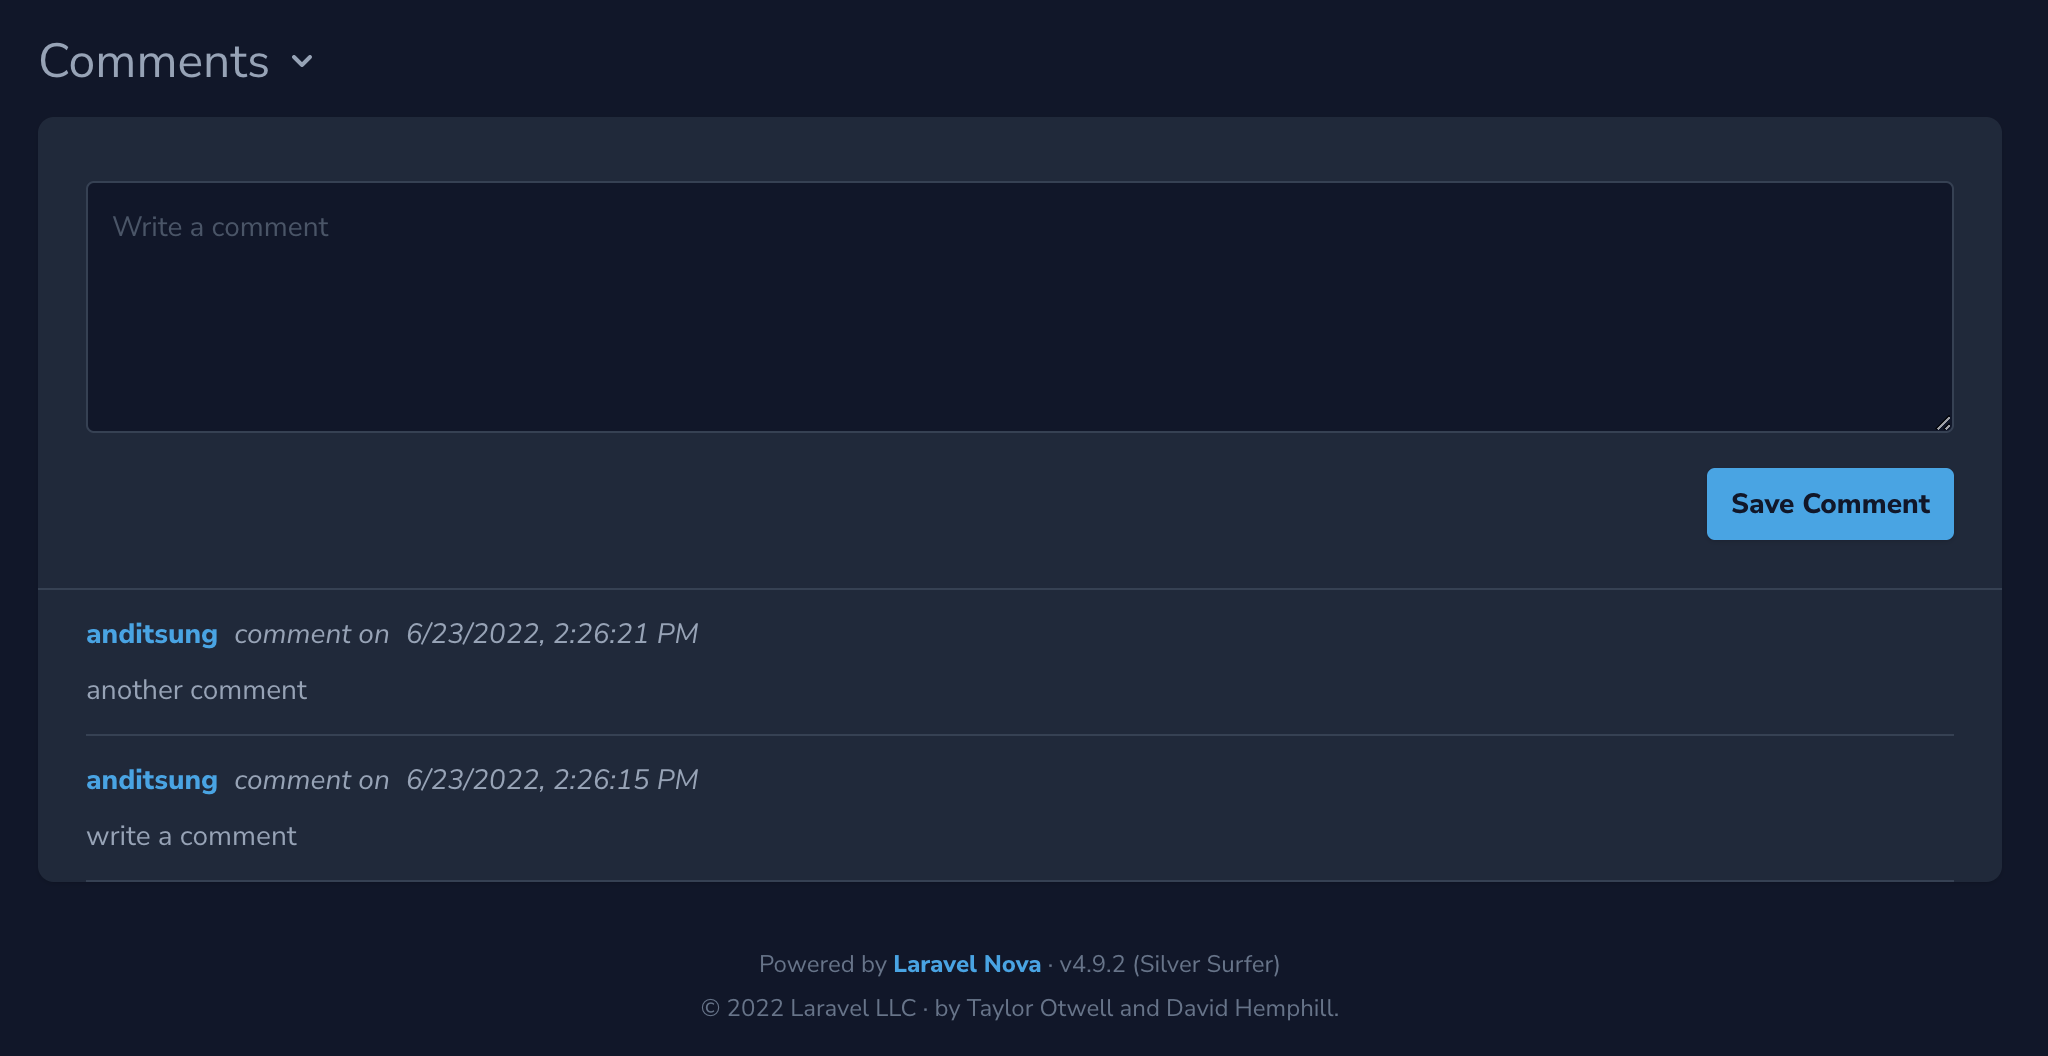 Comments
Write a comment
Save Comment
anditsung comment on 6/23/2022, 2:26:21 PM
another comment
anditsung comment on 6/23/2022, 2:26:15 PM
write a comment
Powered by Laravel Nova · v4.9.2 (Silver Surfer)
© 2022 Laravel LLC · by Taylor Otwell and David Hemphill.